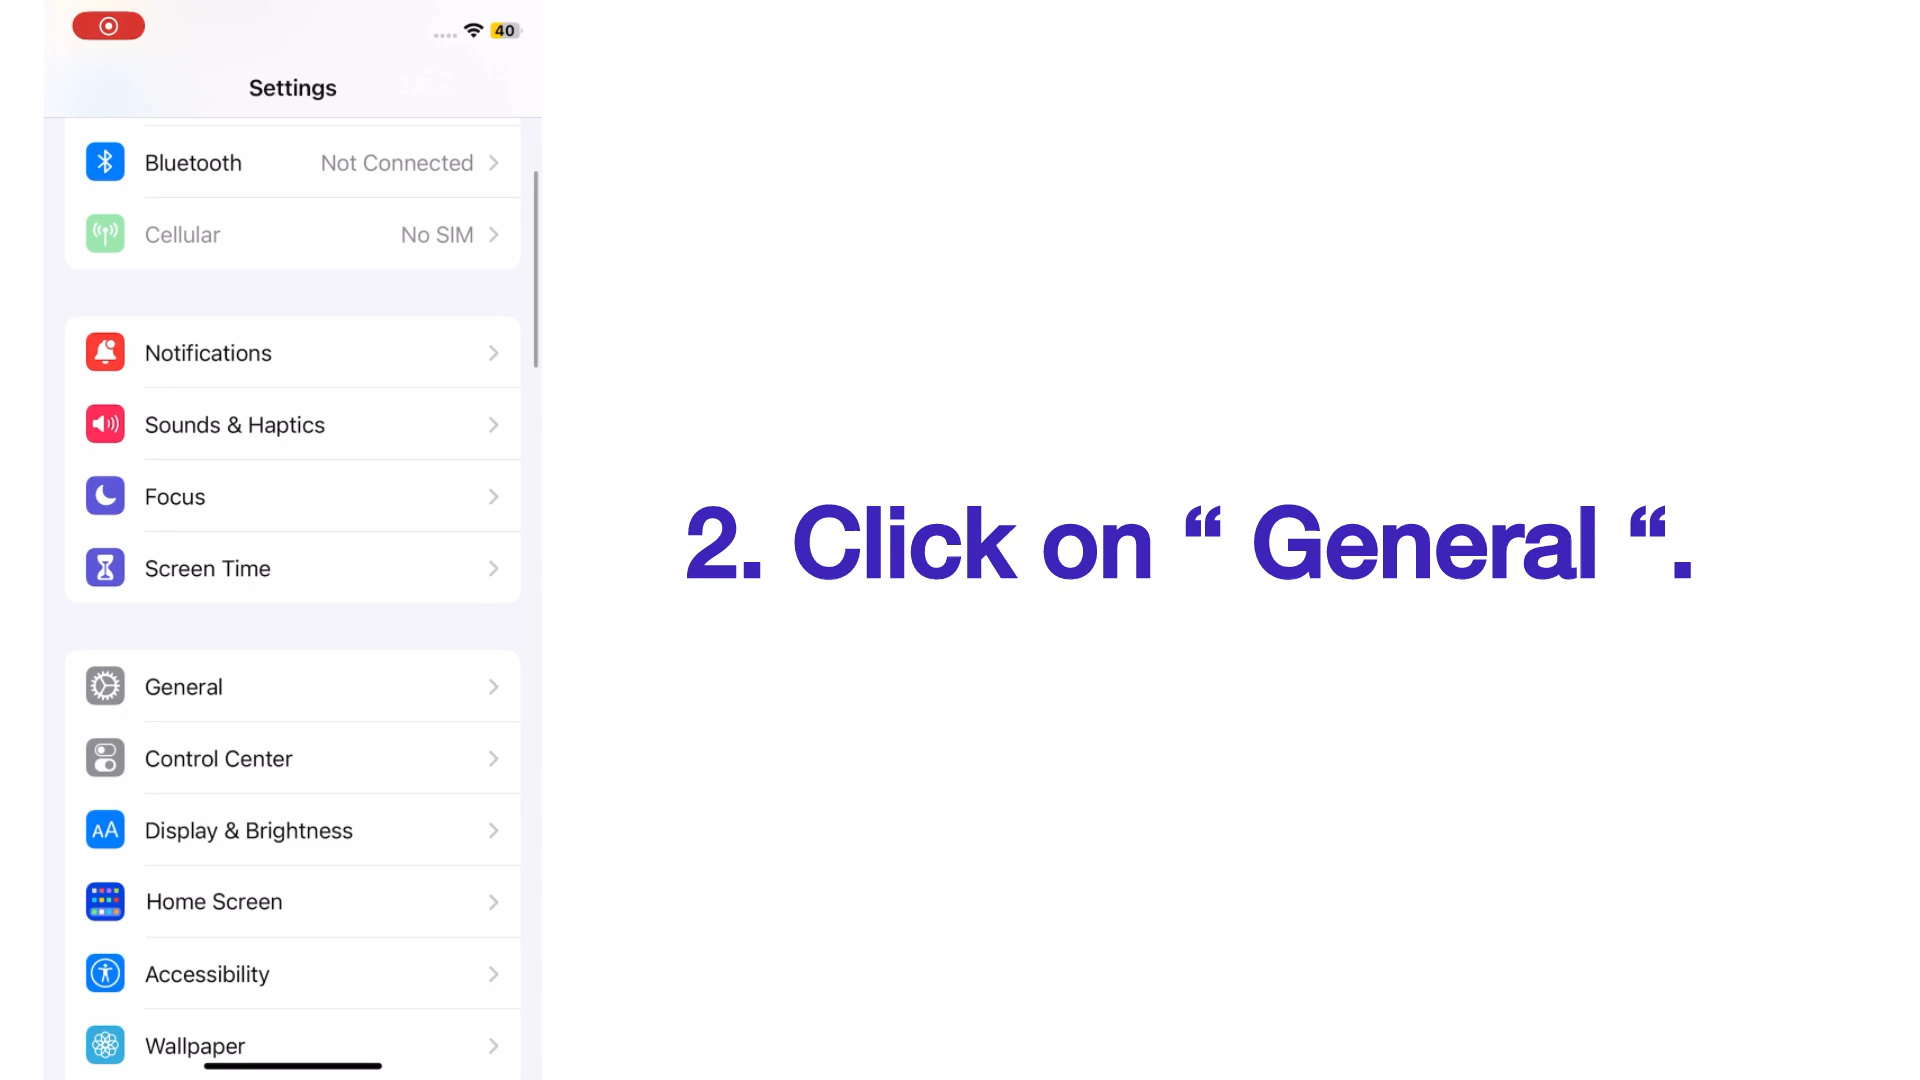 40
Settings
Bluetooth Not Connected
Cellular No SIM
Notifications
Sounds & Haptics
Focus
Screen Time
General
Control Center
AA Display & Brightness
Home Screen
Accessibility
Wallpaper
2. Click on “ General “.